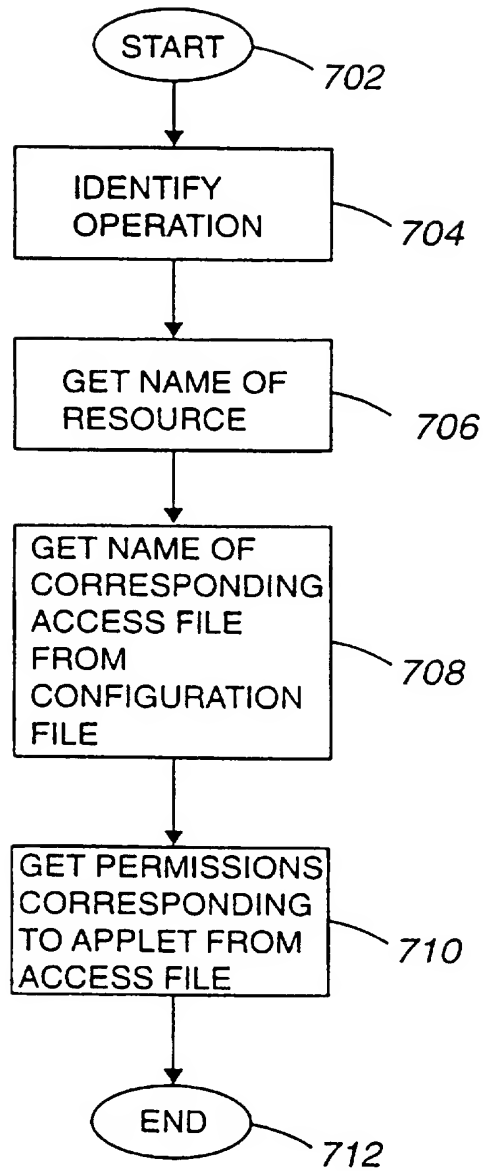 START
702
IDENTIFY
OPERATION
704
GET NAME OF
RESOURCE
706
GET NAME OF
CORRESPONDING
ACCESS FILE
FROM
CONFIGURATION
FILE
708
GET PERMISSIONS
CORRESPONDING
TO APPLET FROM
ACCESS FILE
710
END
712